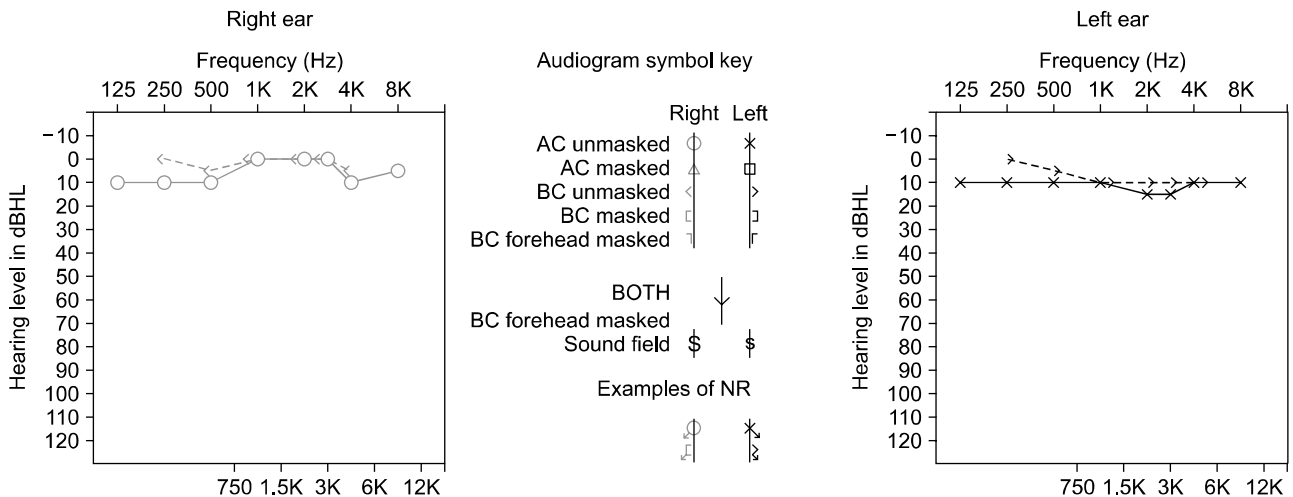 Right ear
Frequency (Hz)
125 250 500 1K 2K 4K 8K
Hearing level in dBHL
−10
0
10
20
30
40
50
60
70
80
90
100
110
120
750 1.5K 3K 6K 12K
Audiogram symbol key
Right Left
AC unmasked
AC masked
BC unmasked
BC masked
BC forehead masked
BOTH
BC forehead masked
Sound field S s
Examples of NR
Left ear
Frequency (Hz)
125 250 500 1K 2K 4K 8K
Hearing level in dBHL
−10
0
10
20
30
40
50
60
70
80
90
100
110
120
750 1.5K 3K 6K 12K